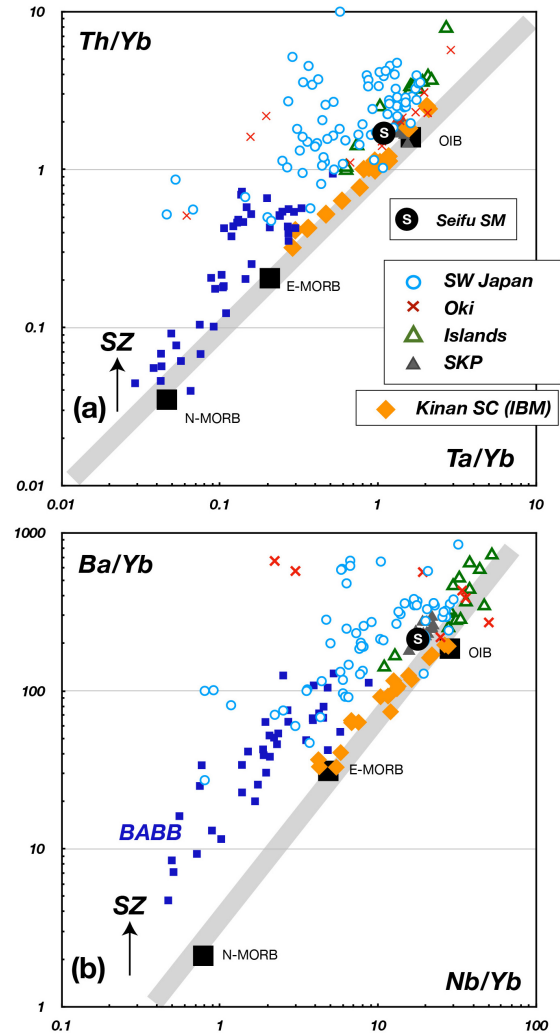 10
Th/Yb
S
OIB
1
S Seifu SM
SW Japan
E-MORB
Oki
Islands
0.1
SZ
SKP
(a)
N-MORB
Kinan SC (IBM)
Ta/Yb
0.01
0.01
0.1
1
10
1000
Ba/Yb
S
OIB
100
E-MORB
BABB
10
SZ
(b)
N-MORB
Nb/Yb
1
0.1
1
10
100